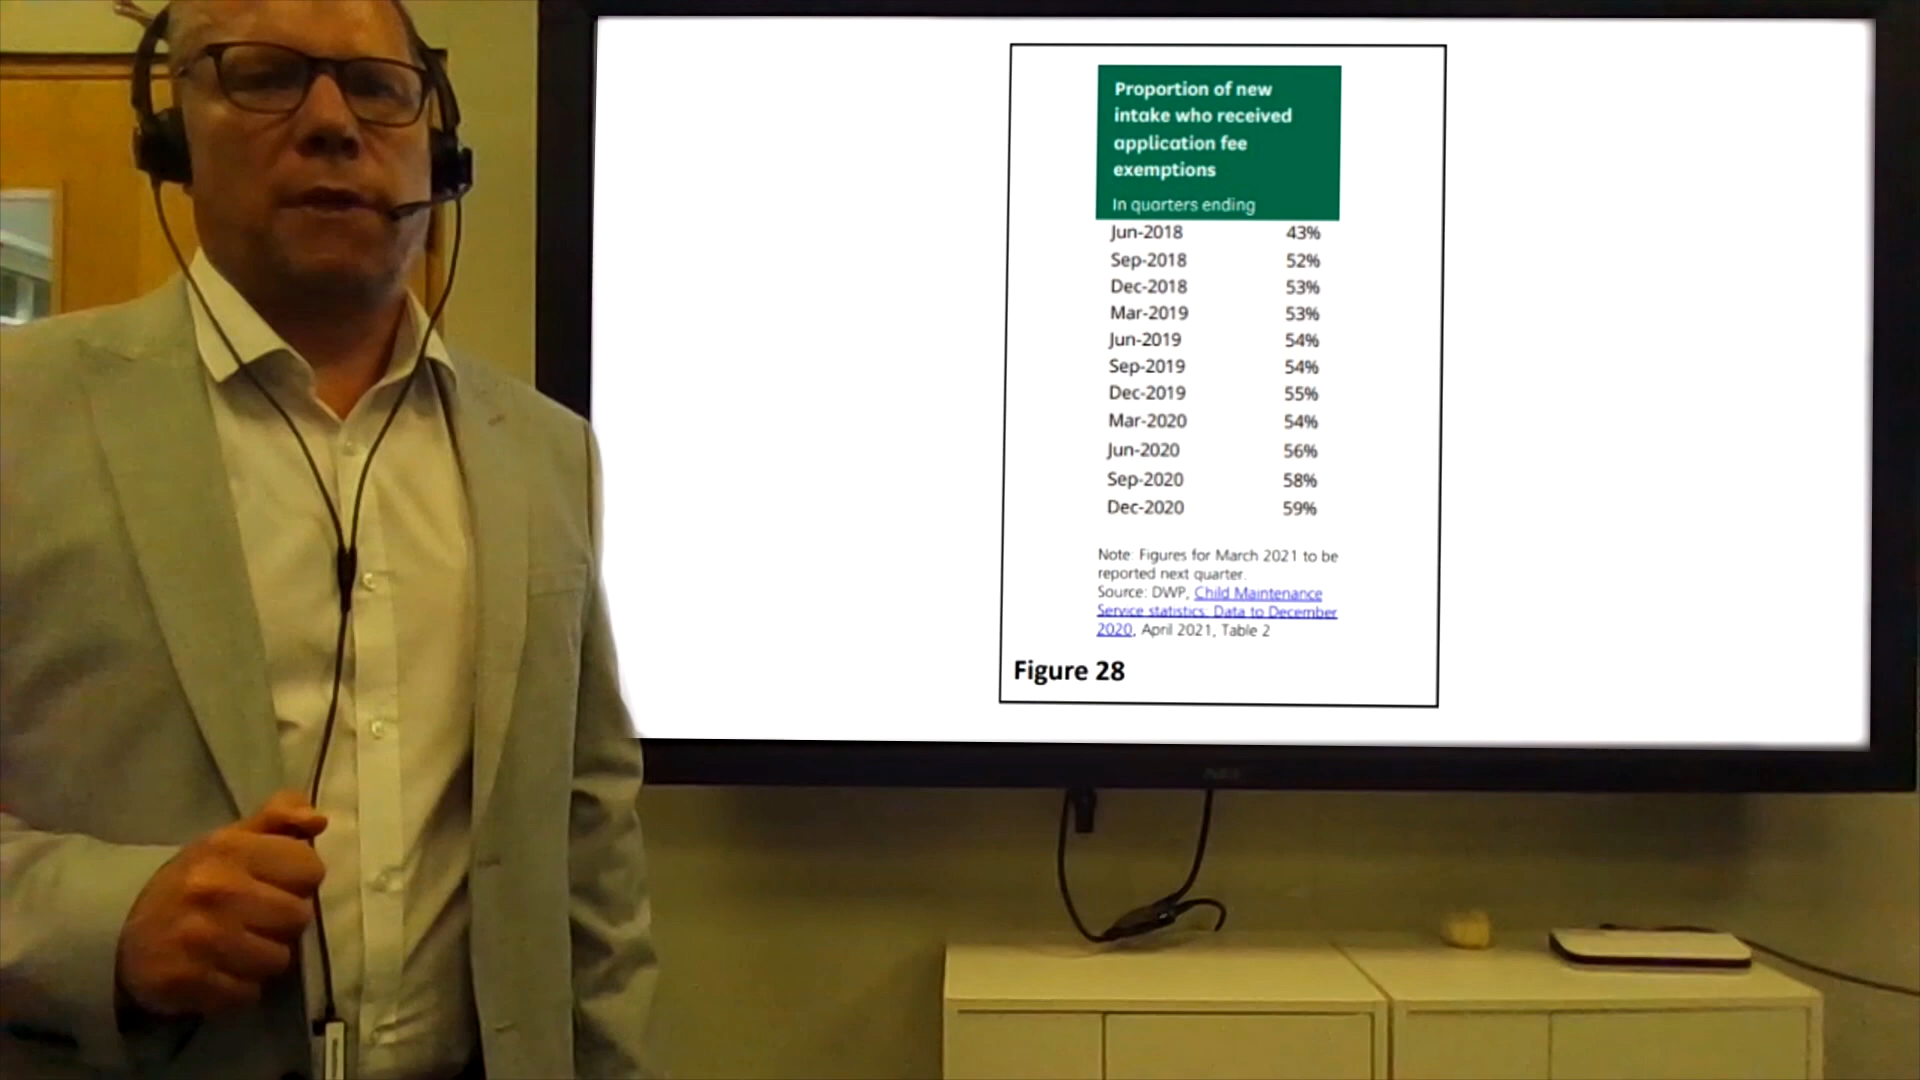 Proportion of new
intake who received
application fee
exemptions
In quarters ending
Jun-2018 43%
Sep-2018 52%
Dec-2018 53%
Mar-2019 53%
Jun-2019 54%
Sep-2019 54%
Dec-2019 55%
Mar-2020 54%
Jun-2020 56%
Sep-2020 58%
Dec-2020 59%
Note: Figures for March 2021 to be
reported next quarter.
Source: DWP, Child Maintenance
Service statistics: Data to December
2020, April 2021, Table 2
Figure 28